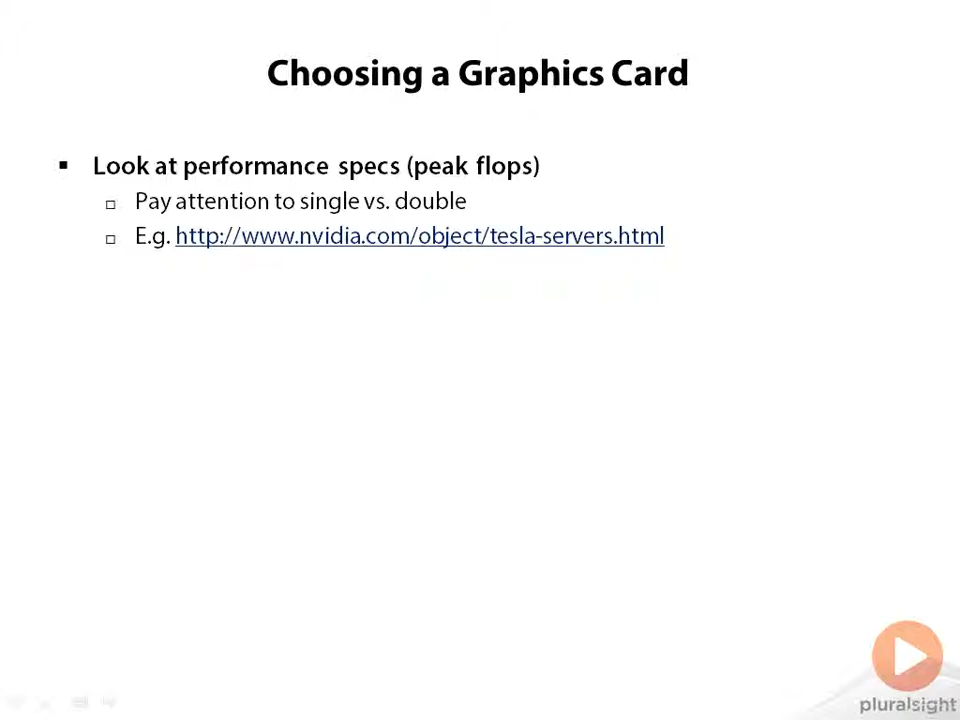 Choosing a Graphics Card
▪ Look at performance specs (peak flops)
□ Pay attention to single vs. double
□ E.g. http://www.nvidia.com/object/tesla-servers.html
pluralsight